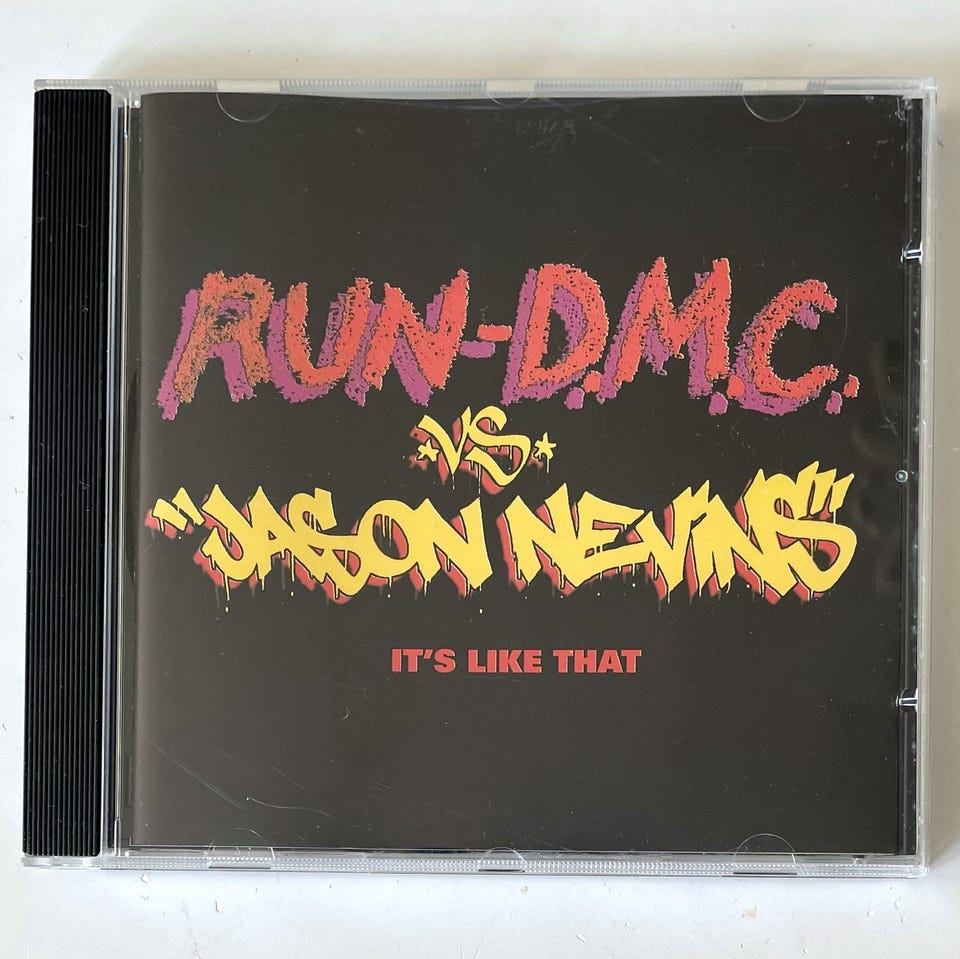 RUN-D.M.C.
*VS*
"JASON NEVINS"
IT'S LIKE THAT